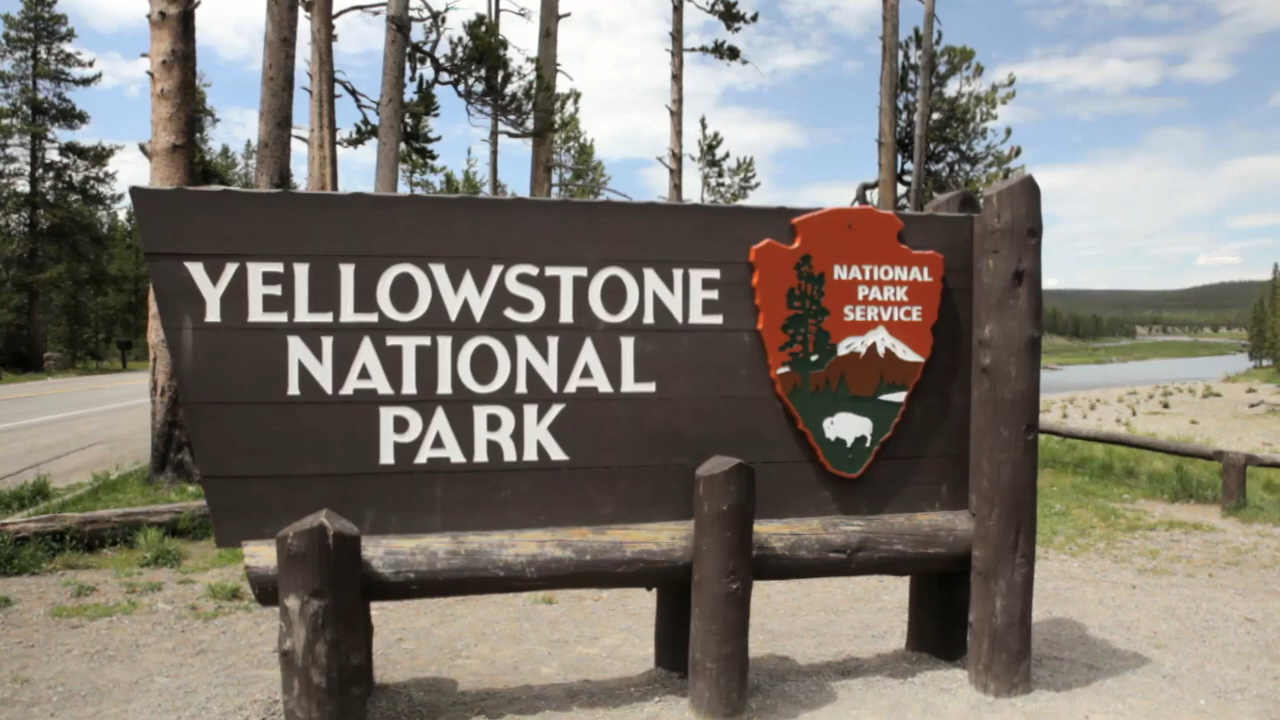 YELLOWSTONE
NATIONAL
PARK
NATIONAL
PARK
SERVICE